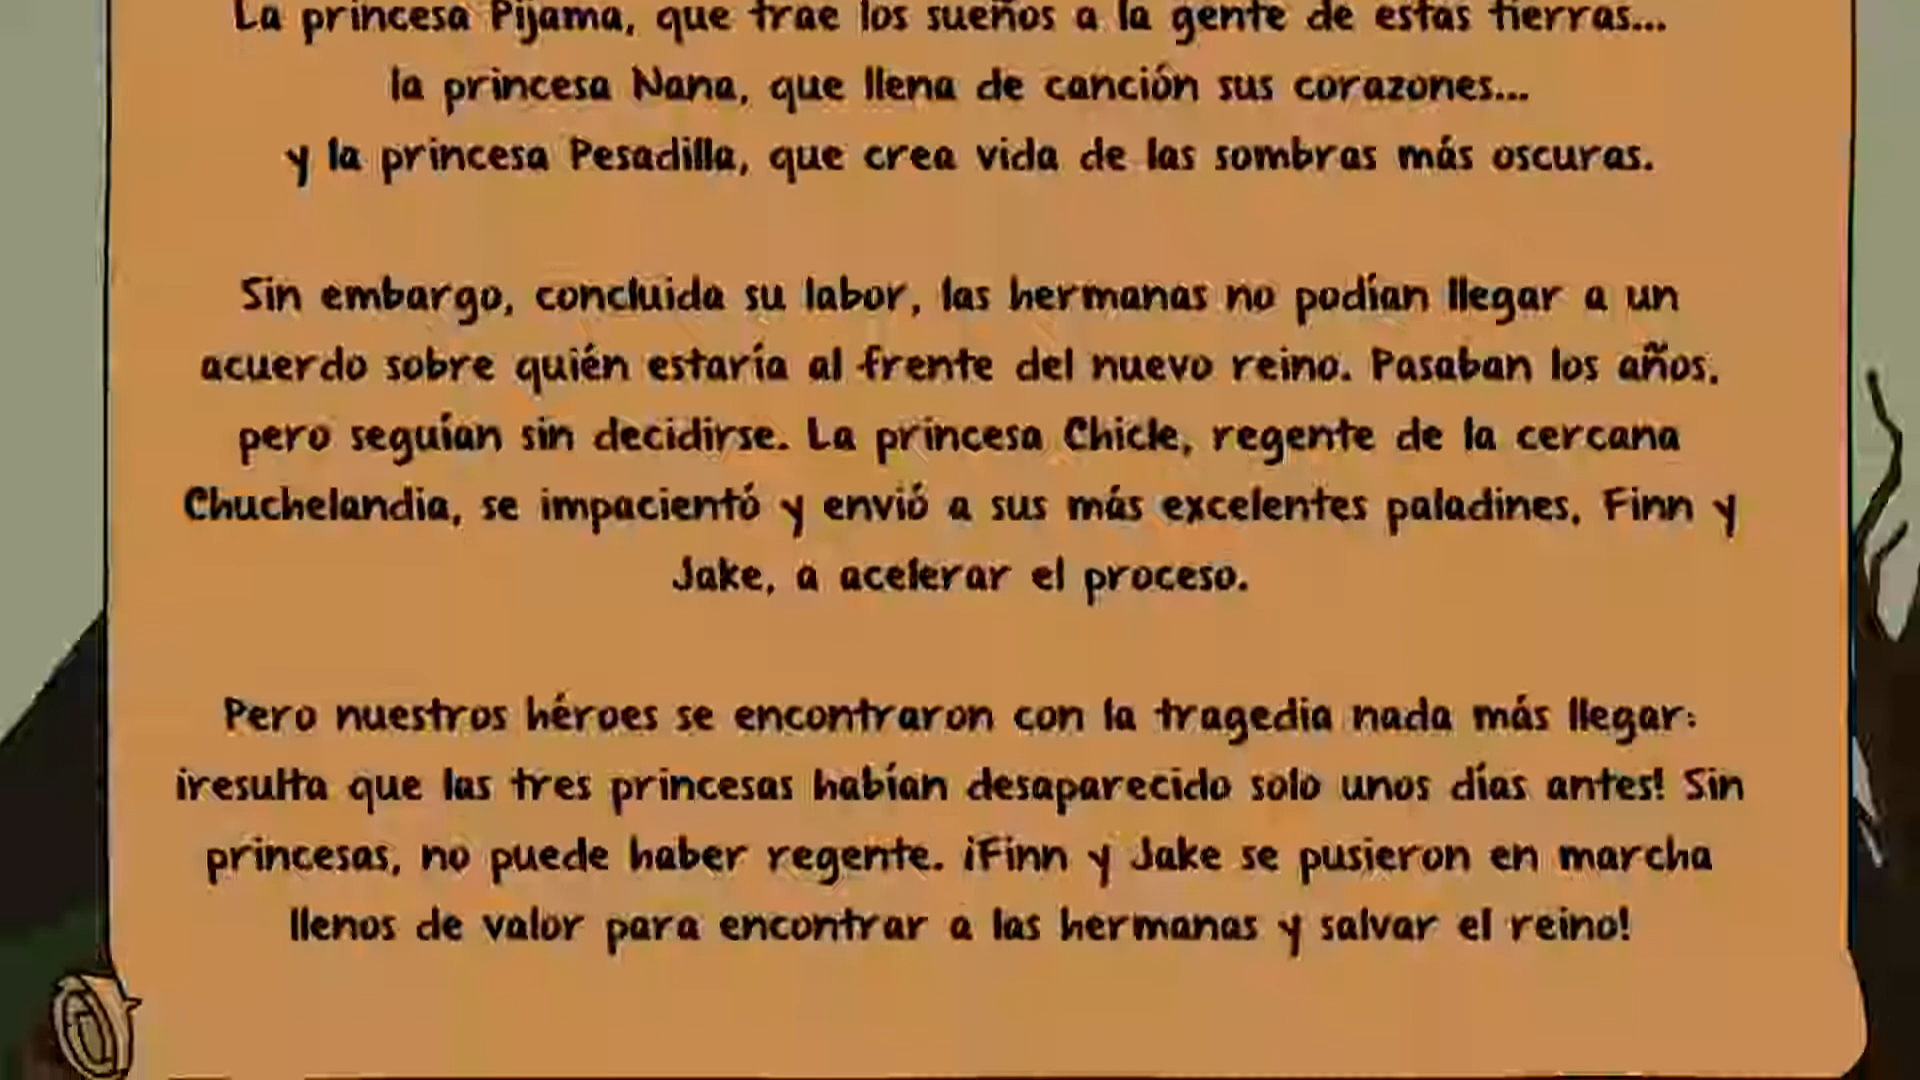 La princesa Pijama, que trae los sueños a la gente de estas tierras...
la princesa Nana, que llena de canción sus corazones...
y la princesa Pesadilla, que crea vida de las sombras más oscuras.
Sin embargo, concluida su labor, las hermanas no podían llegar a un
acuerdo sobre quién estaría al frente del nuevo reino. Pasaban los años,
pero seguían sin decidirse. La princesa Chicle, regente de la cercana
Chuchelandia, se impacientó y envió a sus más excelentes paladines, Finn y
Jake, a acelerar el proceso.
Pero nuestros héroes se encontraron con la tragedia nada más llegar:
¡resulta que las tres princesas habían desaparecido solo unos días antes! Sin
princesas, no puede haber regente. ¡Finn y Jake se pusieron en marcha
llenos de valor para encontrar a las hermanas y salvar el reino!